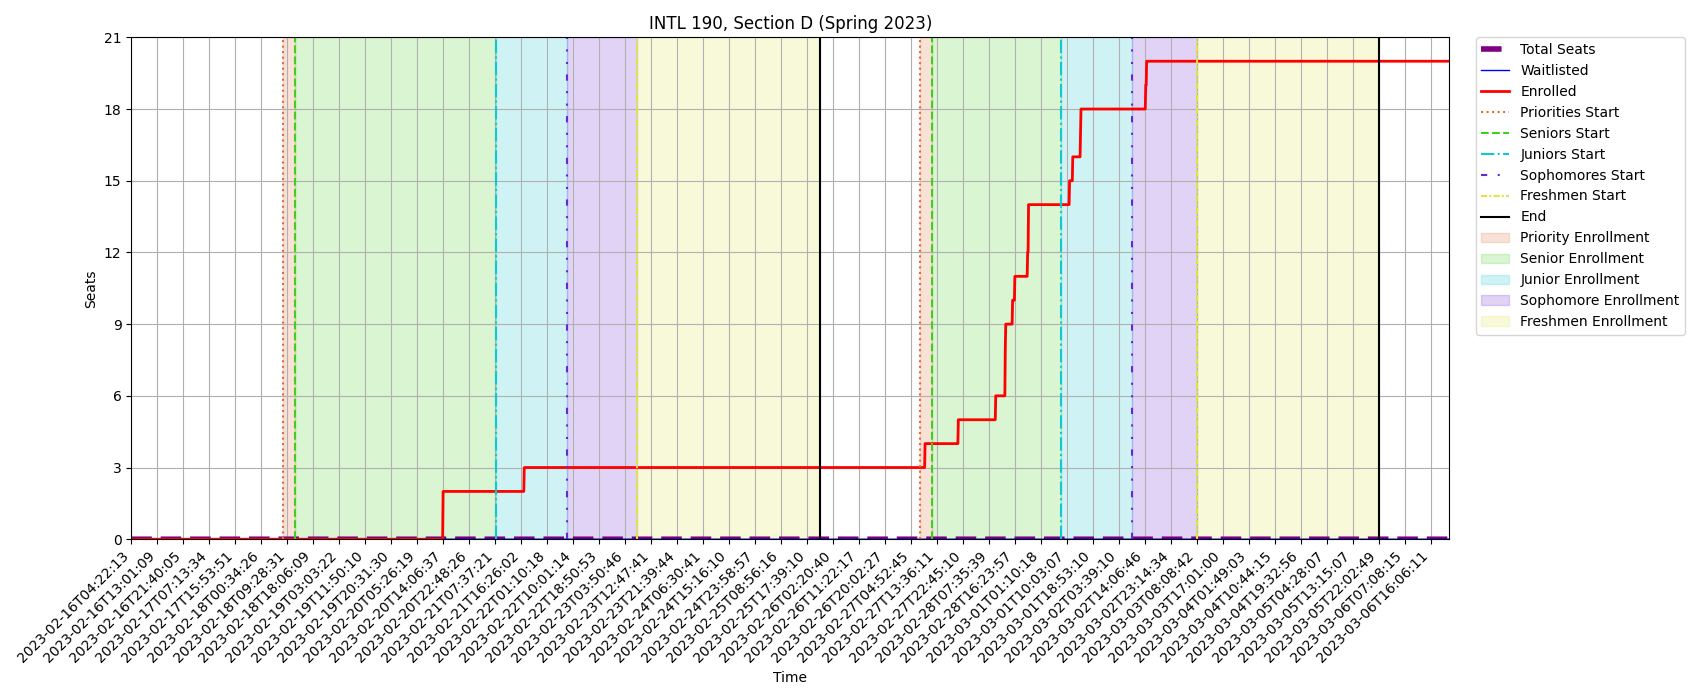 INTL 190, Section D (Spring 2023)
Seats
21
18
15
12
9
6
3
0
2023-02-16T04:22:13
2023-02-16T13:01:09
2023-02-16T21:40:05
2023-02-17T07:13:34
2023-02-17T15:53:51
2023-02-18T00:34:26
2023-02-18T09:28:31
2023-02-18T18:06:09
2023-02-19T03:03:22
2023-02-19T11:50:10
2023-02-19T20:31:30
2023-02-20T05:26:19
2023-02-20T14:06:37
2023-02-20T22:48:26
2023-02-21T07:37:21
2023-02-21T16:26:02
2023-02-22T01:10:18
2023-02-22T10:01:14
2023-02-22T18:50:53
2023-02-23T03:50:46
2023-02-23T12:47:41
2023-02-23T21:39:44
2023-02-24T06:30:41
2023-02-24T15:16:10
2023-02-24T23:58:57
2023-02-25T08:56:16
2023-02-25T17:39:10
2023-02-26T02:20:40
2023-02-26T11:22:17
2023-02-26T20:02:27
2023-02-27T04:52:45
2023-02-27T13:36:11
2023-02-27T22:45:10
2023-02-28T07:35:39
2023-02-28T16:23:57
2023-03-01T01:10:18
2023-03-01T10:03:07
2023-03-01T18:53:10
2023-03-02T03:39:16
2023-03-02T14:06:46
2023-03-02T23:14:34
2023-03-03T08:08:42
2023-03-03T17:01:00
2023-03-04T01:49:03
2023-03-04T10:44:15
2023-03-04T19:32:56
2023-03-05T04:28:07
2023-03-05T13:15:07
2023-03-05T22:02:49
2023-03-06T07:08:15
2023-03-06T16:06:11
Time
Total Seats
Waitlisted
Enrolled
Priorities Start
Seniors Start
Juniors Start
Sophomores Start
Freshmen Start
End
Priority Enrollment
Senior Enrollment
Junior Enrollment
Sophomore Enrollment
Freshmen Enrollment